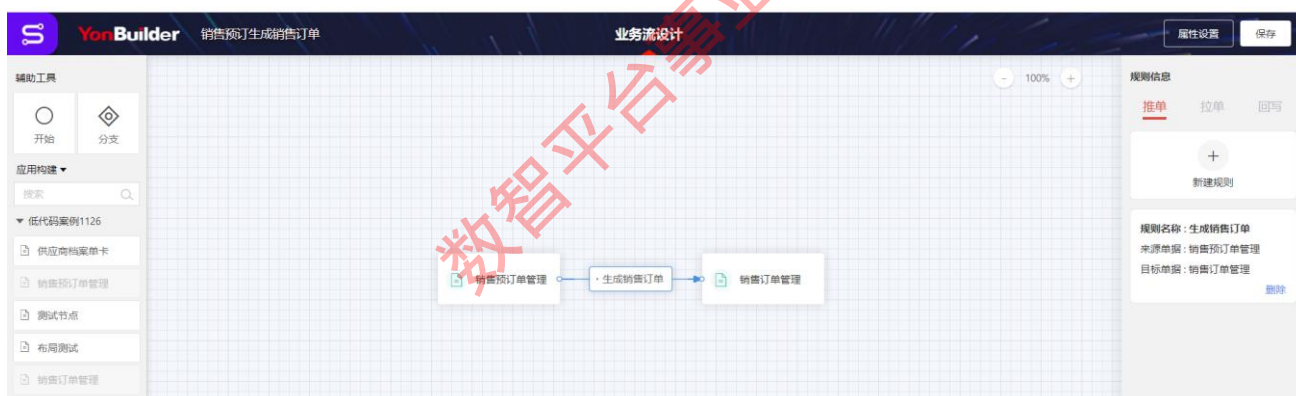 YonBuilder 销售预订生成销售订单 业务流设计 属性设置 保存
辅助工具
开始 分支
应用构建
搜索
低代码案例1126
供应商档案单卡
销售预订单管理
测试节点
布局测试
销售订单管理
- 100% +
销售预订单管理 生成销售订单 销售订单管理
数智平台事
规则信息
推单 拉单 回写
+
新建规则
规则名称 : 生成销售订单
来源单据 : 销售预订单管理
目标单据 : 销售订单管理
删除